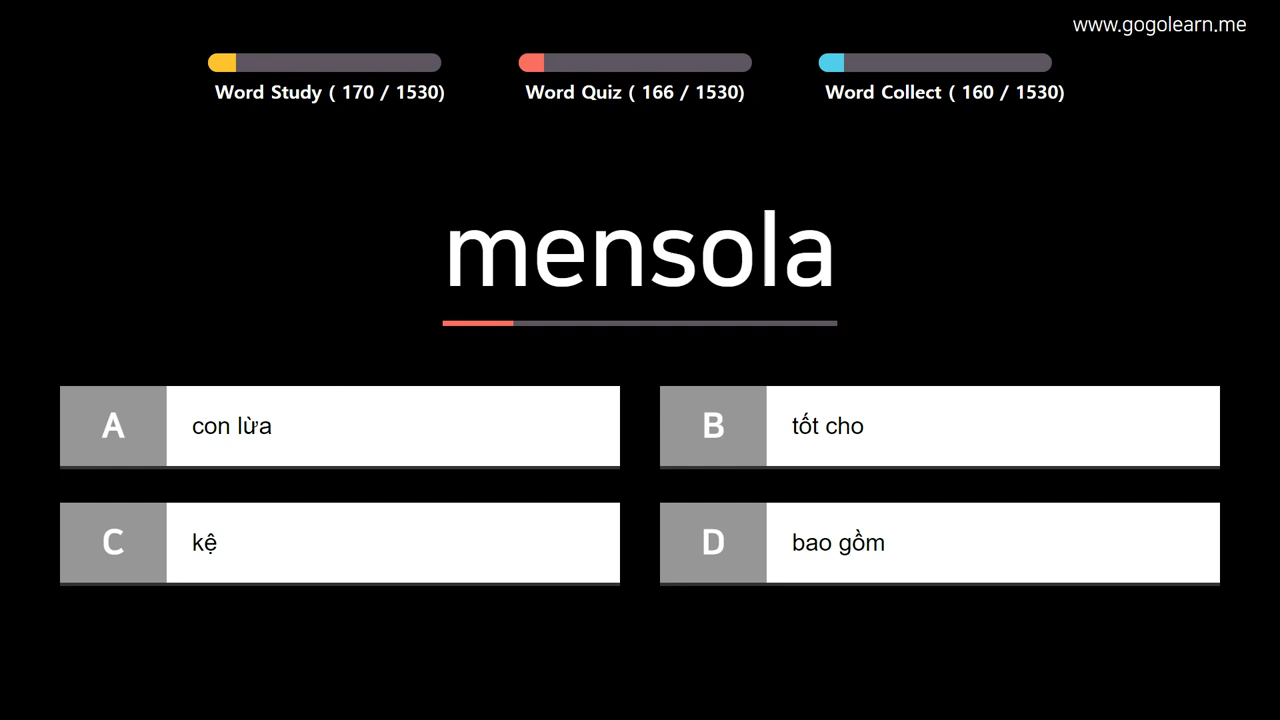 www.gogolearn.me
Word Study ( 170 / 1530)
Word Quiz ( 166 / 1530)
Word Collect ( 160 / 1530)
mensola
A
con lừa
B
tốt cho
C
kệ
D
bao gồm